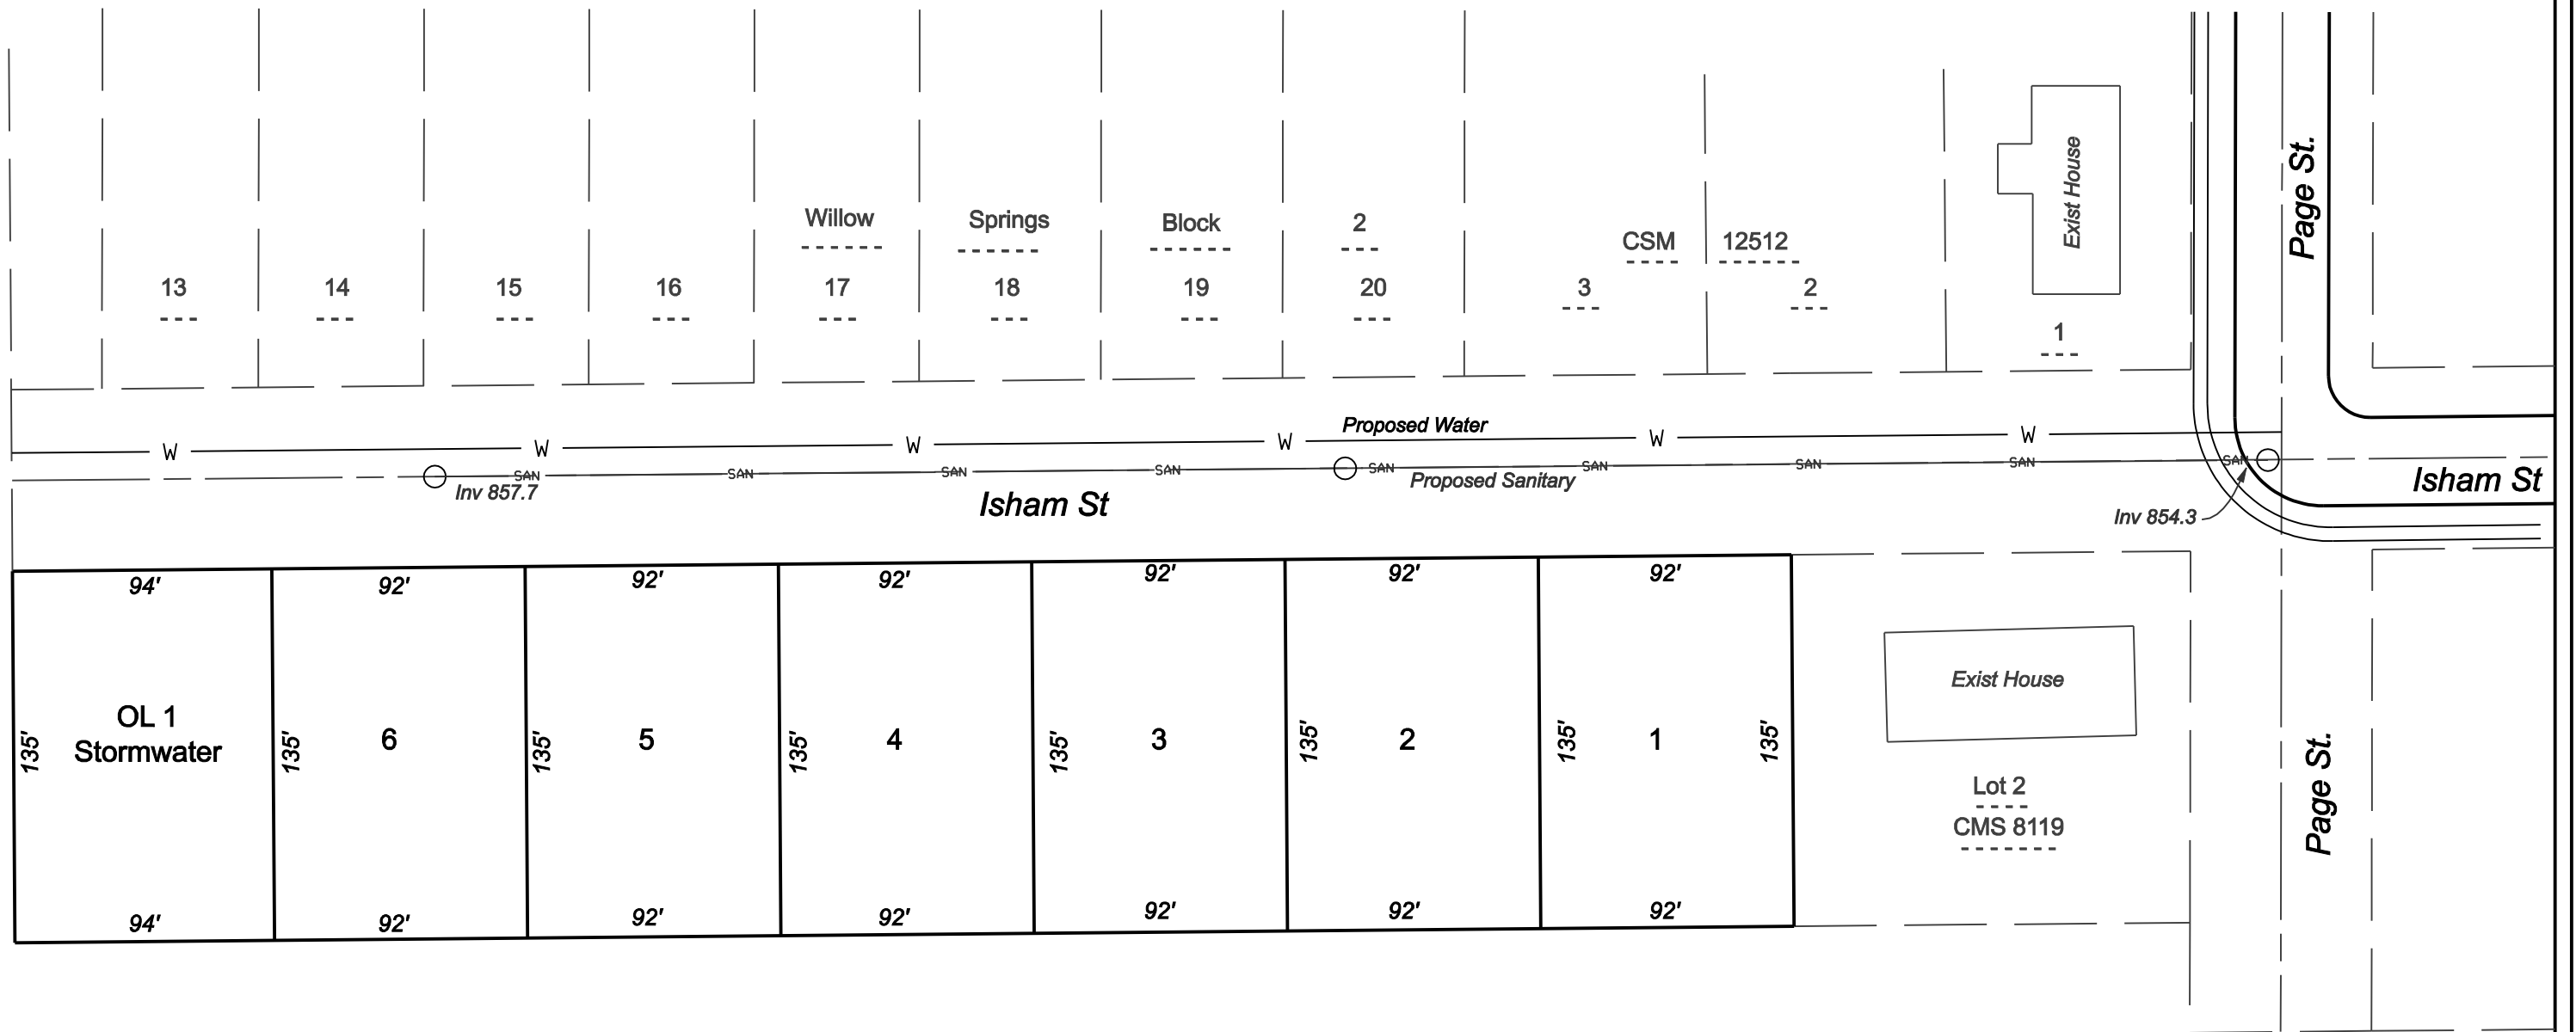 Willow Springs Block 2
CSM 12512
13 14 15 16 17 18 19 20 3 2
1
Exist House
Page St.
Proposed Water
W W W W W W
SAN SAN SAN SAN SAN SAN SAN SAN SAN
Inv 857.7
Proposed Sanitary
Isham St
Isham St
Inv 854.3
94' 92' 92' 92' 92' 92' 92'
OL 1
Stormwater
135' 135' 135' 135' 135' 135' 135' 135'
6 5 4 3 2 1
Exist House
Lot 2
CMS 8119
Page St.
94' 92' 92' 92' 92' 92' 92'